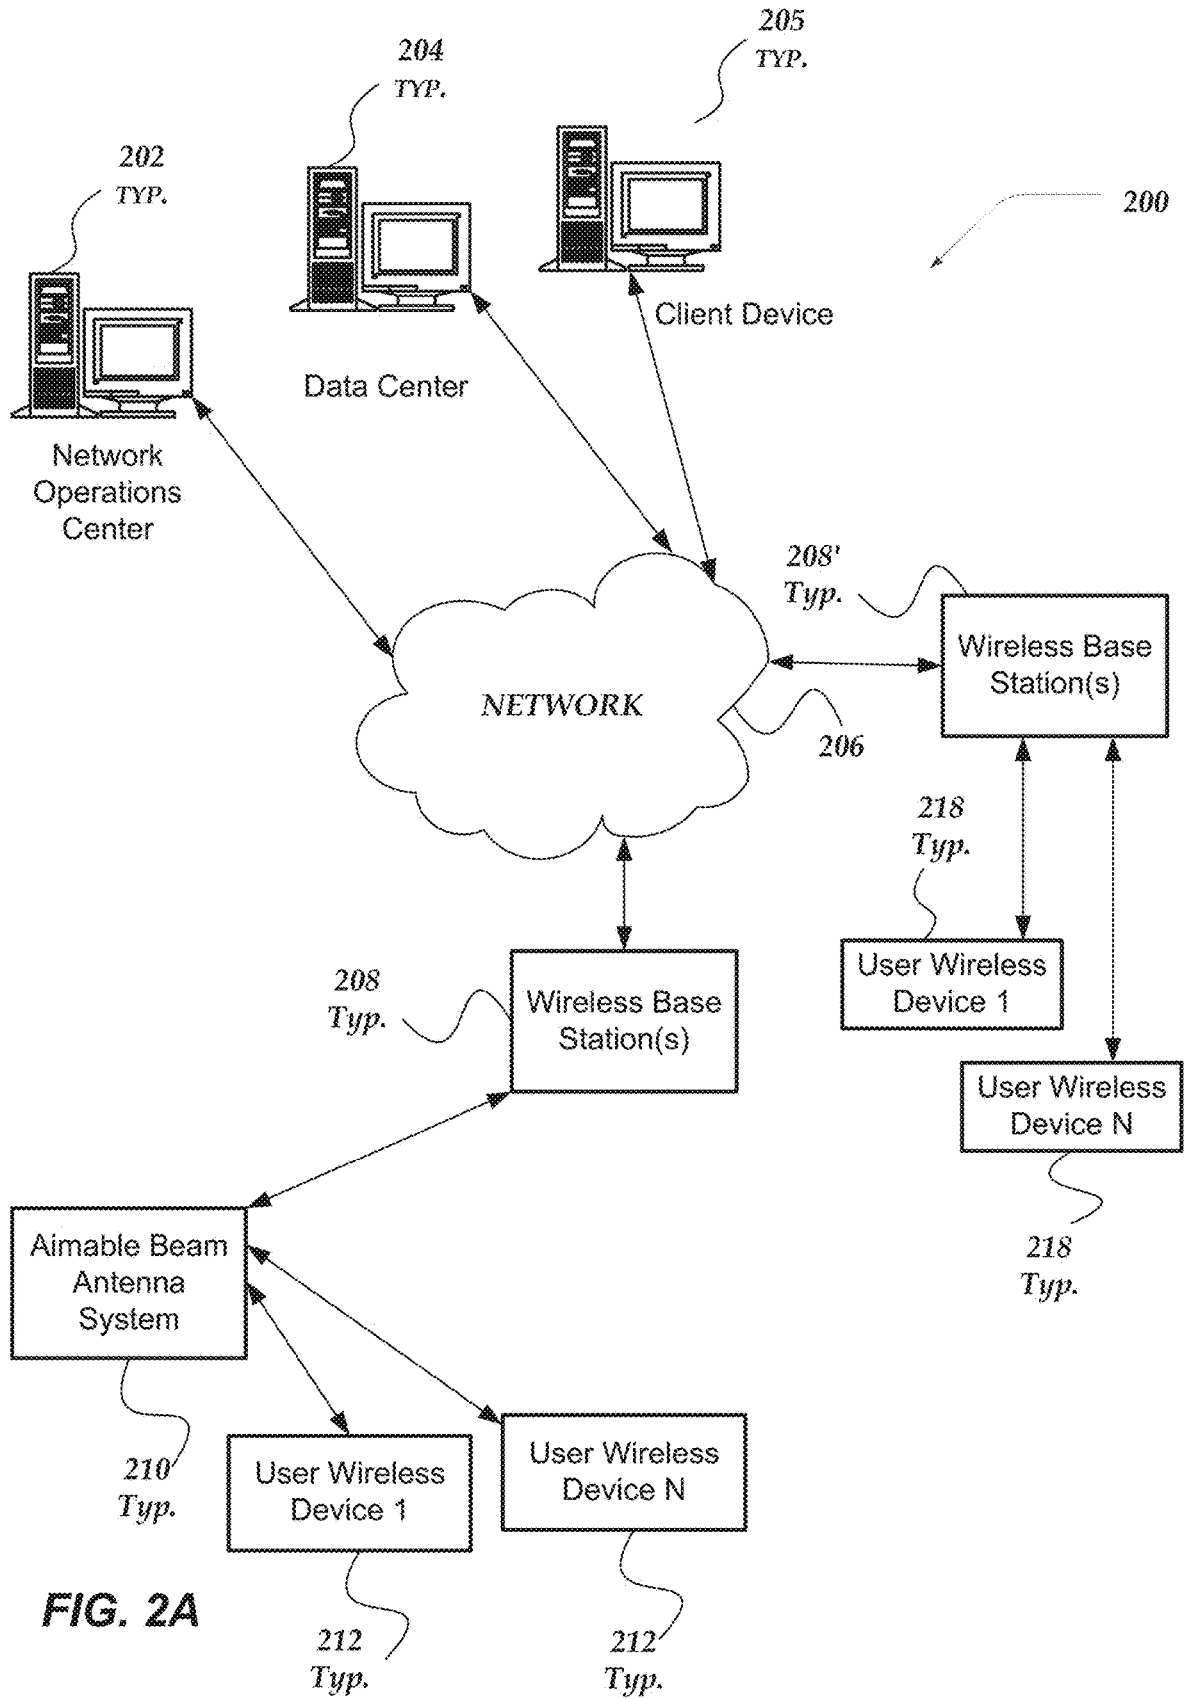 205
TYP.
204
TYP.
202
TYP.
200
Client Device
Data Center
Network
Operations
Center
208'
Typ.
Wireless Base
Station(s)
NETWORK
206
218
Typ.
User Wireless
Device 1
208
Typ.
Wireless Base
Station(s)
User Wireless
Device N
218
Typ.
Aimable Beam
Antenna
System
210
Typ.
User Wireless
Device 1
User Wireless
Device N
FIG. 2A
212
Typ.
212
Typ.